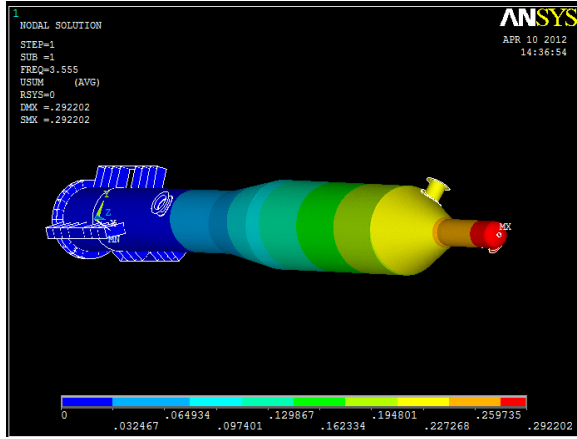 1
NODAL SOLUTION
STEP=1
SUB =1
FREQ=3.555
USUM (AVG)
RSYS=0
DMX =.292202
SMX =.292202
ANSYS
APR 10 2012
14:36:54
Y
Z
X
MN
MX
0 .064934 .129867 .194801 .259735
.032467 .097401 .162334 .227268 .292202